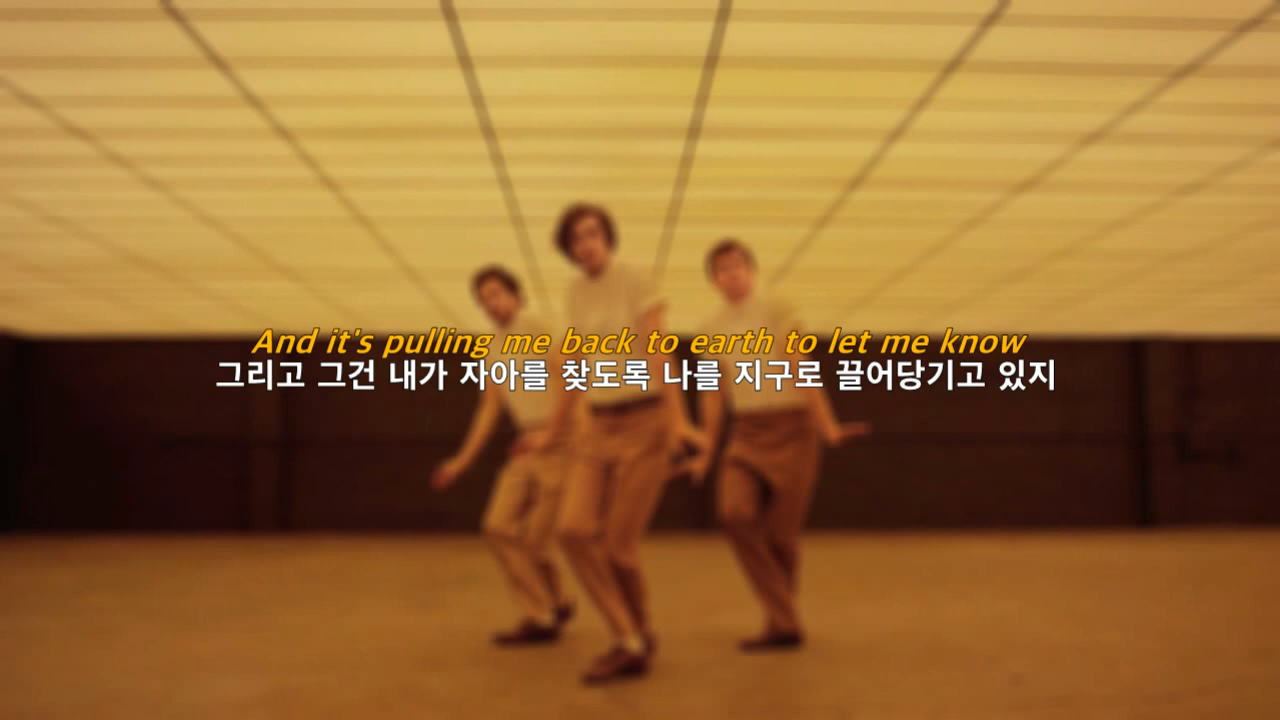 And it's pulling me back to earth to let me know
그리고 그건 내가 자아를 찾도록 나를 지구로 끌어당기고 있지